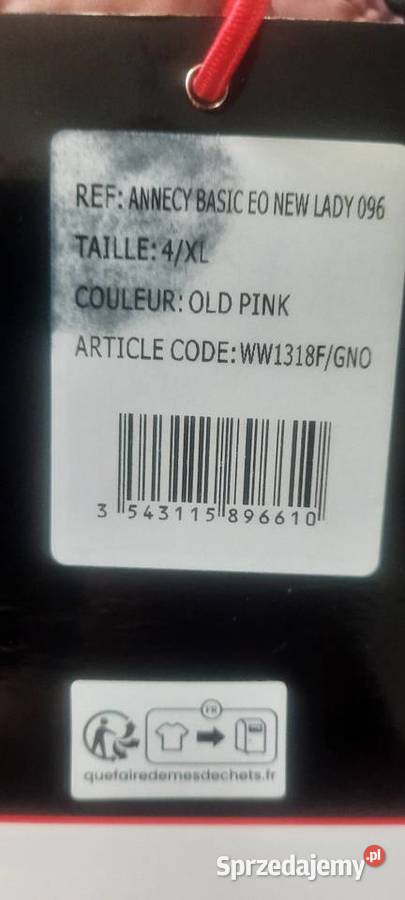 REF: ANNECY BASIC EO NEW LADY 096
TAILLE: 4/XL
COULEUR: OLD PINK
ARTICLE CODE: WW1318F/GNO
3 543115 896610
FR
quefairedemesdechets.fr
Sprzedajemy.pl